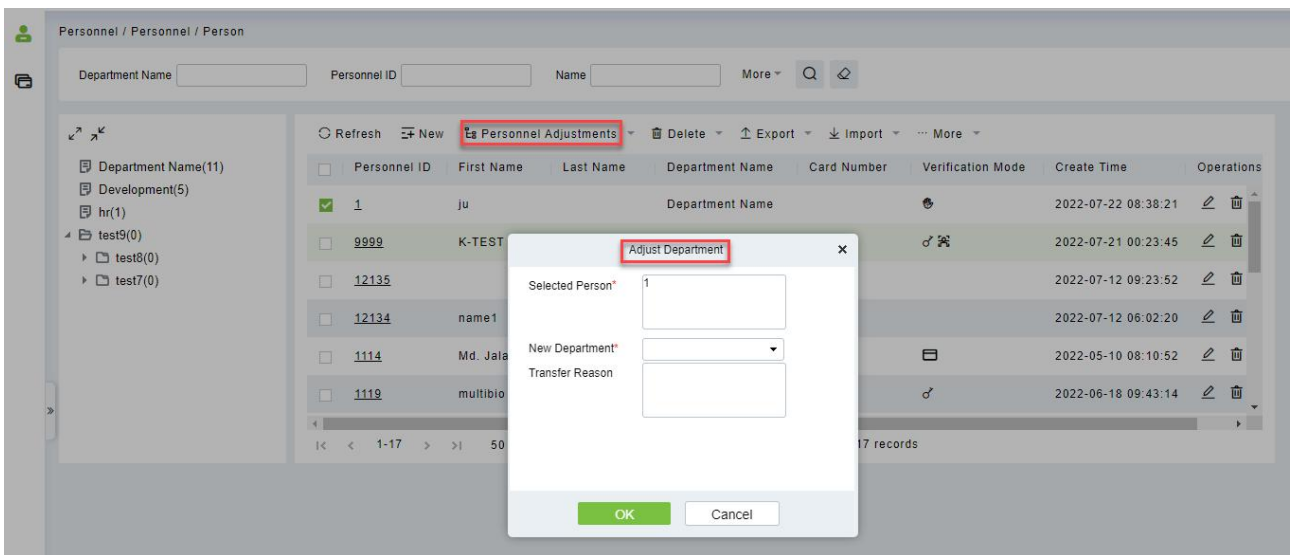 Personnel / Personnel / Person
Department Name Personnel ID Name More
Refresh New Personnel Adjustments Delete Export Import ··· More
Department Name(11)
Development(5)
hr(1)
test9(0)
test8(0)
test7(0)
Personnel ID First Name Last Name Department Name Card Number Verification Mode Create Time Operations
1 ju Department Name 2022-07-22 08:38:21
9999 K-TEST 2022-07-21 00:23:45
12135 2022-07-12 09:23:52
12134 name1 2022-07-12 06:02:20
1114 Md. Jala 2022-05-10 08:10:52
1119 multibio 2022-06-18 09:43:14
1-17 50 17 records
Adjust Department
Selected Person* 1
New Department*
Transfer Reason
OK Cancel